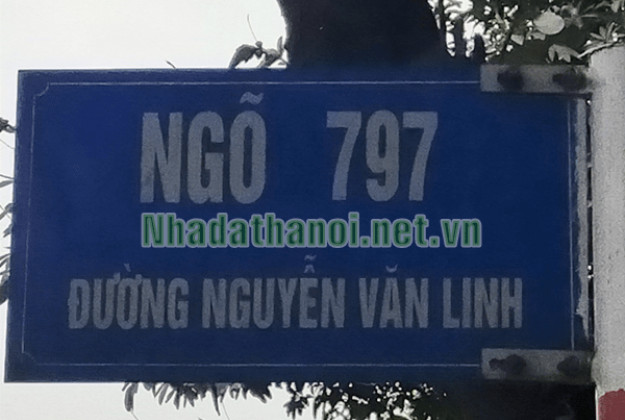 NGÕ 797
Nhadathanoi.net.vn
ĐƯỜNG NGUYỄN VĂN LINH